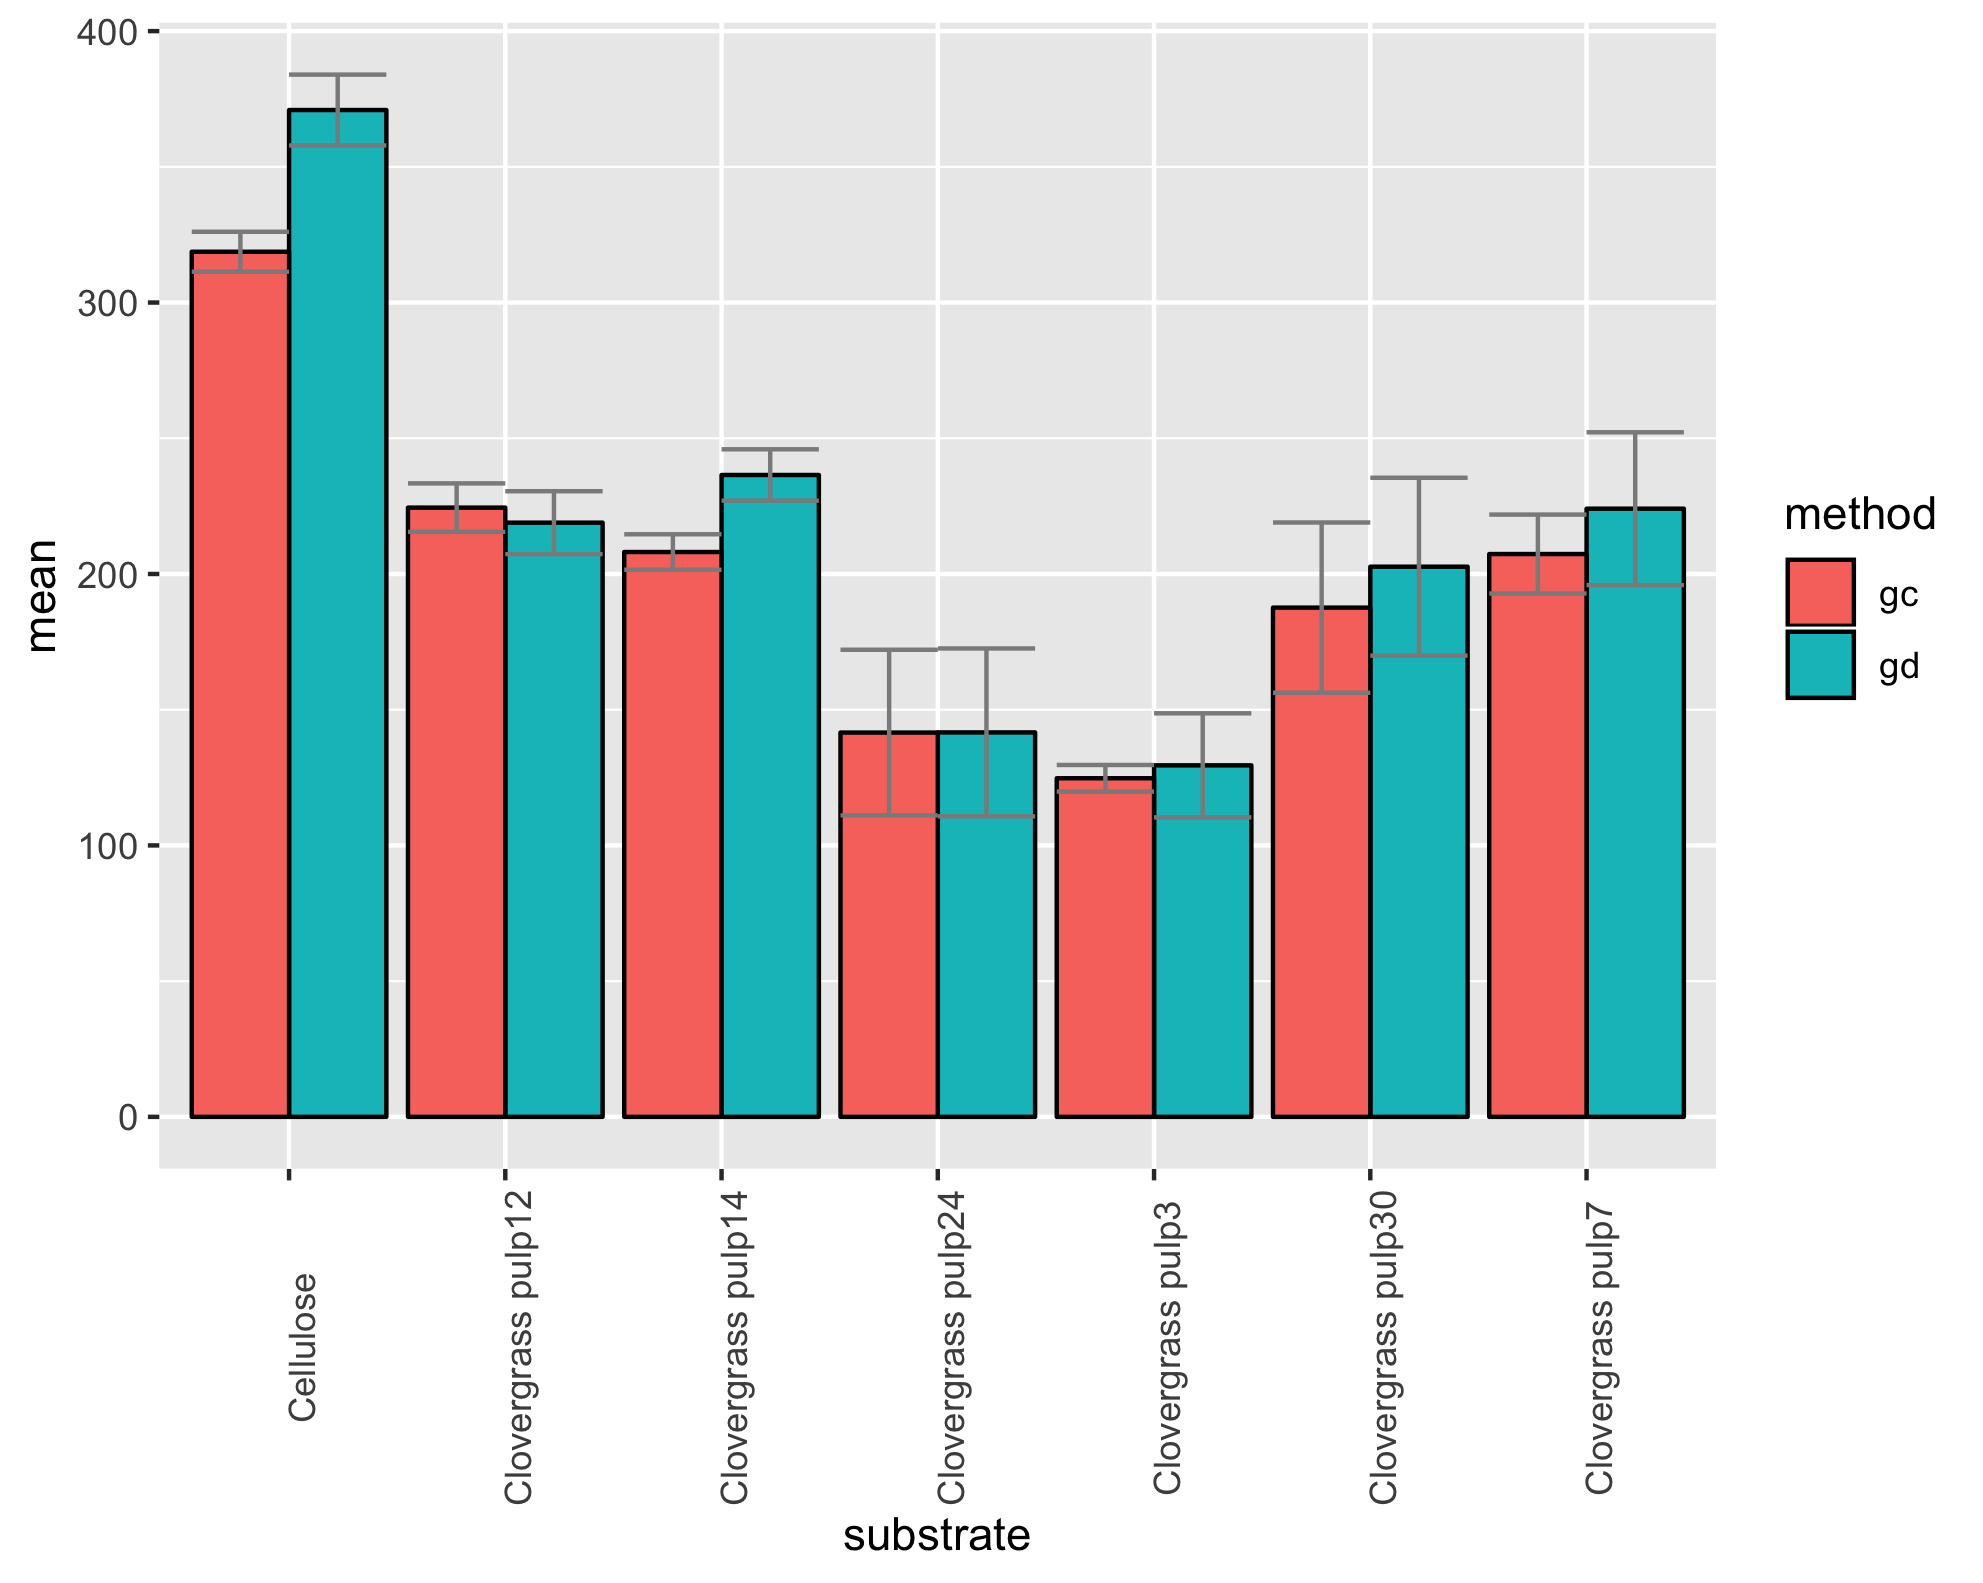 400
300
200
100
0
mean
Cellulose
Clovergrass pulp12
Clovergrass pulp14
Clovergrass pulp24
Clovergrass pulp3
Clovergrass pulp30
Clovergrass pulp7
substrate
method
gc
gd